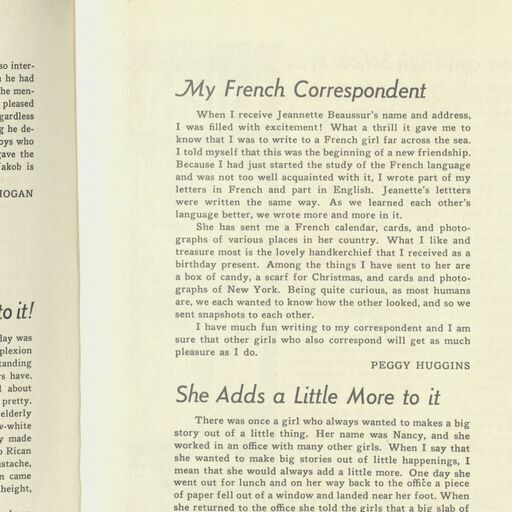 so inter-
he had
he men-
pleased
gardless
g he de-
oys who
gave the
akob is
HOGAN
to it!
day was
plexion
tanding
rs have.
about
pretty.
elderly
w-white
y made
Rican
ustache,
n came
height,
My French Correspondent
When I receive Jeannette Beaussur's name and address,
I was filled with excitement! What a thrill it gave me to
know that I was to write to a French girl far across the sea.
I told myself that this was the beginning of a new friendship.
Because I had just started the study of the French language
and was not too well acquainted with it, I wrote part of my
letters in French and part in English. Jeanette's lettters
were written the same way. As we learned each other's
language better, we wrote more and more in it.
She has sent me a French calendar, cards, and photo-
graphs of various places in her country. What I like and
treasure most is the lovely handkerchief that I received as a
birthday present. Among the things I have sent to her are
a box of candy, a scarf for Christmas, and cards and photo-
graphs of New York. Being quite curious, as most humans
are, we each wanted to know how the other looked, and so we
sent snapshots to each other.
I have much fun writing to my correspondent and I am
sure that other girls who also correspond will get as much
pleasure as I do.
PEGGY HUGGINS
She Adds a Little More to it
There was once a girl who always wanted to makes a big
story out of a little thing. Her name was Nancy, and she
worked in an office with many other girls. When I say that
she wanted to make big stories out of little happenings, I
mean that she would always add a little more. One day she
went out for lunch and on her way back to the office a piece
of paper fell out of a window and landed near her foot. When
she returned to the office she told the girls that a big slab of